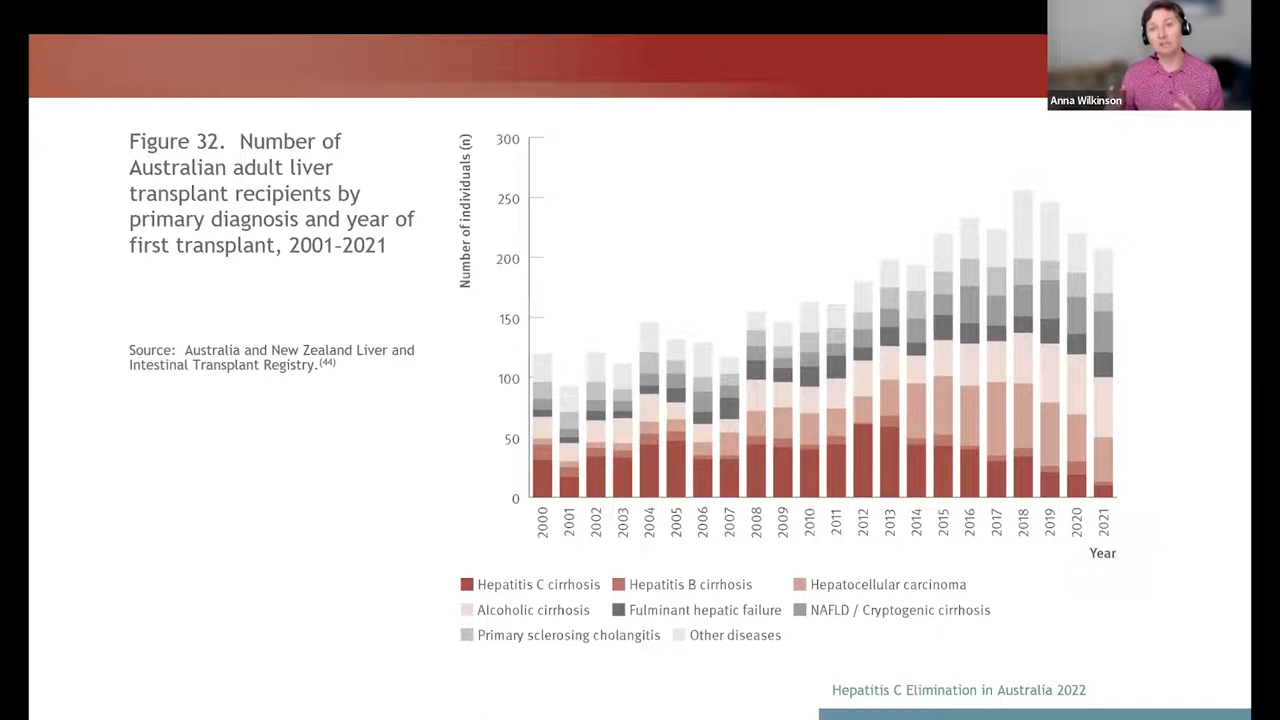 Anna Wilkinson
Figure 32. Number of
Australian adult liver
transplant recipients by
primary diagnosis and year of
first transplant, 2001–2021
Source: Australia and New Zealand Liver and
Intestinal Transplant Registry.(44)
Number of individuals (n)
300
250
200
150
100
50
0
2000 2001 2002 2003 2004 2005 2006 2007 2008 2009 2010 2011 2012 2013 2014 2015 2016 2017 2018 2019 2020 2021
Year
Hepatitis C cirrhosis Hepatitis B cirrhosis Hepatocellular carcinoma
Alcoholic cirrhosis Fulminant hepatic failure NAFLD / Cryptogenic cirrhosis
Primary sclerosing cholangitis Other diseases
Hepatitis C Elimination in Australia 2022